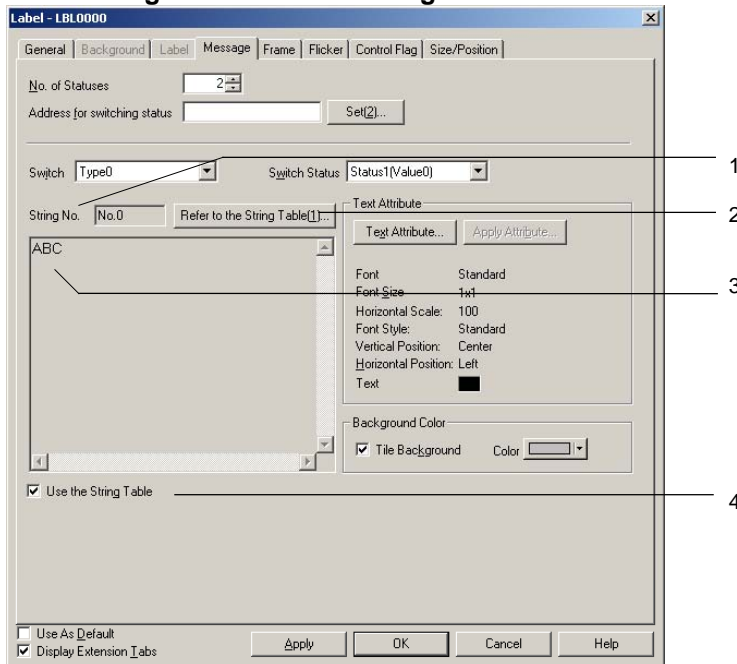 Label - LBL0000
General Background Label Message Frame Flicker Control Flag Size/Position
No. of Statuses 2
Address for switching status Set(2)...
Switch Type0 Switch Status Status1(Value0)
1
String No. No.0 Refer to the String Table(1)... Text Attribute
2
Text Attribute... Apply Attribute...
ABC
Font Standard
3
Font Size 1x1
Horizontal Scale: 100
Font Style: Standard
Vertical Position: Center
Horizontal Position: Left
Text
Background Color
Tile Background Color
Use the String Table
4
Use As Default
Display Extension Tabs
Apply OK Cancel Help